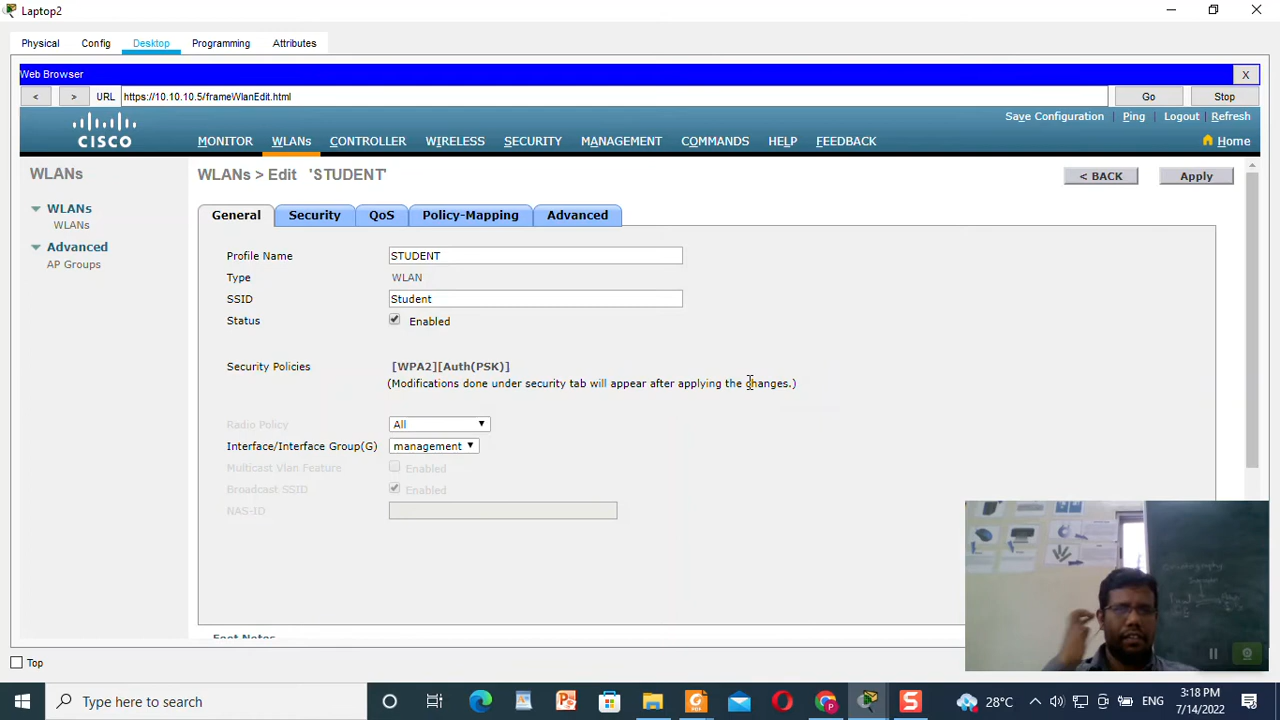 Laptop2
Physical Config Desktop Programming Attributes
Web Browser X
< > URL https://10.10.10.5/frameWlanEdit.html Go Stop
Save Configuration Ping Logout Refresh
CISCO MONITOR WLANs CONTROLLER WIRELESS SECURITY MANAGEMENT COMMANDS HELP FEEDBACK Home
WLANs
WLANs
WLANs
Advanced
AP Groups
WLANs > Edit 'STUDENT' < BACK Apply
General Security QoS Policy-Mapping Advanced
Profile Name STUDENT
Type WLAN
SSID Student
Status Enabled
Security Policies [WPA2][Auth(PSK)]
(Modifications done under security tab will appear after applying the changes.)
Radio Policy All
Interface/Interface Group(G) management
Multicast Vlan Feature Enabled
Broadcast SSID Enabled
NAS-ID
Foot Notes
Top
Type here to search
28°C ENG
3:18 PM
7/14/2022